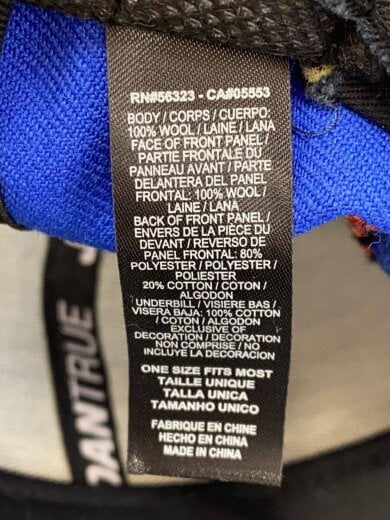 RN#56323 - CA#05553
BODY / CORPS / CUERPO:
100% WOOL / LAINE / LANA
FACE OF FRONT PANEL /
PARTIE FRONTALE DU
PANNEAU AVANT / PARTE
DELANTERA DEL PANEL
FRONTAL: 100% WOOL /
LAINE / LANA
BACK OF FRONT PANEL /
ENVERS DE LA PIÈCE DU
DEVANT / REVERSO DE
PANEL FRONTAL: 80%
POLYESTER / POLYESTER /
POLIESTER
20% COTTON / COTON /
ALGODON
UNDERBILL / VISIERE BAS /
VISERA BAJA: 100% COTTON
/ COTON / ALGODON
EXCLUSIVE OF
DECORATION / DECORATION
NON COMPRISE / NO
INCLUYE LA DECORACION
ONE SIZE FITS MOST
TAILLE UNIQUE
TALLA UNICA
TAMANHO UNICO
FABRIQUE EN CHINE
HECHO EN CHINA
MADE IN CHINA
TRUE